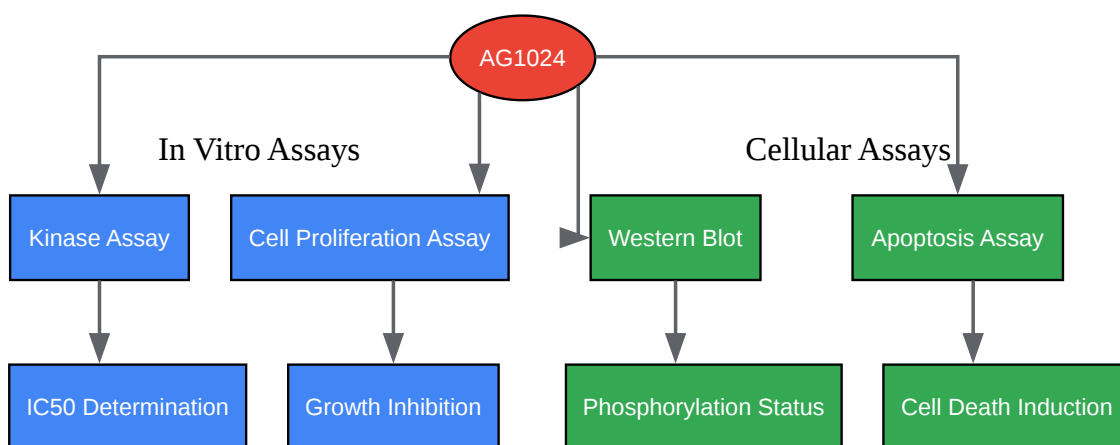 AG1024
In Vitro Assays
Cellular Assays
Kinase Assay
Cell Proliferation Assay
Western Blot
Apoptosis Assay
IC50 Determination
Growth Inhibition
Phosphorylation Status
Cell Death Induction